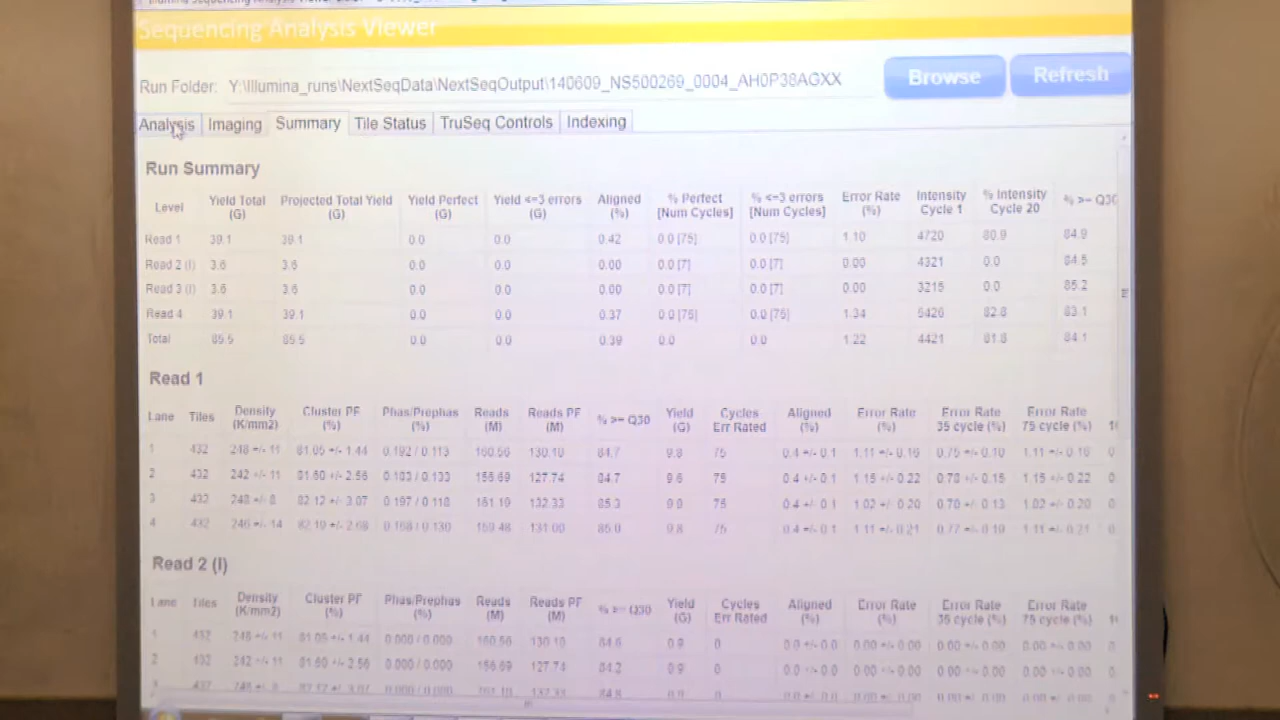 Sequencing Analysis Viewer
Run Folder: Y:\Illumina_runs\NextSeqData\NextSeqOutput\140609_NS500269_0004_AH0P38AGXX Browse Refresh
Analysis Imaging Summary Tile Status TruSeq Controls Indexing
Run Summary
Level Yield Total (G) Projected Total Yield (G) Yield Perfect (G) Yield <=3 errors (G) Aligned (%) % Perfect [Num Cycles] % <=3 errors [Num Cycles] Error Rate (%) Intensity Cycle 1 % Intensity Cycle 20 % >= Q30
Read 1 39.1 39.1 0.0 0.0 0.42 0.0 [75] 0.0 [75] 1.10 4720 80.9 84.9
Read 2 (I) 3.6 3.6 0.0 0.0 0.00 0.0 [7] 0.0 [7] 0.00 4321 0.0 84.5
Read 3 (I) 3.6 3.6 0.0 0.0 0.00 0.0 [7] 0.0 [7] 0.00 3215 0.0 85.2
Read 4 39.1 39.1 0.0 0.0 0.37 0.0 [75] 0.0 [75] 1.34 5426 82.8 83.1
Total 85.5 85.5 0.0 0.0 0.39 0.0 0.0 1.22 4421 81.8 84.1
Read 1
Lane Tiles Density (K/mm2) Cluster PF (%) Phas/Prephas (%) Reads (M) Reads PF (M) % >= Q30 Yield (G) Cycles Err Rated Aligned (%) Error Rate (%) Error Rate 35 cycle (%) Error Rate 75 cycle (%)
1 432 248 +/- 11 81.05 +/- 1.44 0.192 / 0.113 160.56 130.10 84.7 9.8 75 0.4 +/- 0.1 1.11 +/- 0.16 0.75 +/- 0.10 1.11 +/- 0.16
2 432 242 +/- 11 81.60 +/- 2.56 0.183 / 0.133 156.69 127.74 84.7 9.6 75 0.4 +/- 0.1 1.15 +/- 0.22 0.78 +/- 0.15 1.15 +/- 0.22
3 432 248 +/- 8 82.12 +/- 3.07 0.197 / 0.118 161.19 132.33 85.3 9.9 75 0.4 +/- 0.1 1.02 +/- 0.20 0.70 +/- 0.13 1.02 +/- 0.20
4 432 246 +/- 14 82.19 +/- 2.68 0.168 / 0.130 159.48 131.00 85.0 9.8 75 0.4 +/- 0.1 1.11 +/- 0.21 0.77 +/- 0.19 1.11 +/- 0.21
Read 2 (I)
Lane Tiles Density (K/mm2) Cluster PF (%) Phas/Prephas (%) Reads (M) Reads PF (M) % >= Q30 Yield (G) Cycles Err Rated Aligned (%) Error Rate (%) Error Rate 35 cycle (%) Error Rate 75 cycle (%)
1 432 248 +/- 11 81.05 +/- 1.44 0.000 / 0.000 160.56 130.10 84.6 0.9 0 0.0 +/- 0.0 0.00 +/- 0.00 0.00 +/- 0.00 0.00 +/- 0.00
2 432 242 +/- 11 81.60 +/- 2.56 0.000 / 0.000 156.69 127.74 84.2 0.9 0 0.0 +/- 0.0 0.00 +/- 0.00 0.00 +/- 0.00 0.00 +/- 0.00